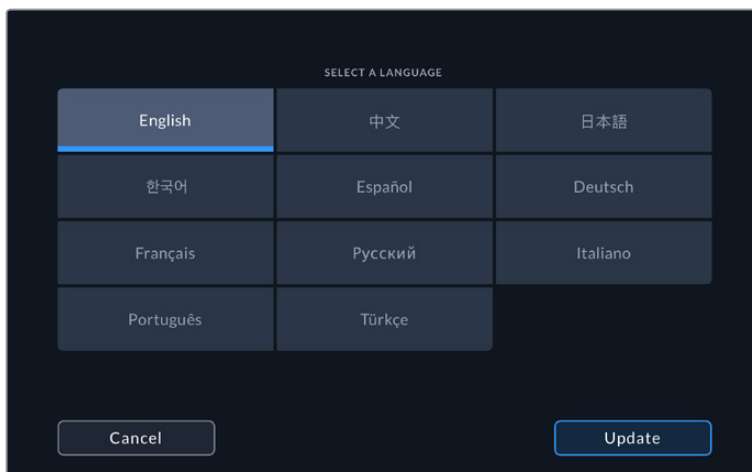 SELECT A LANGUAGE
English 中文 日本語
한국어 Español Deutsch
Français Русский Italiano
Português Türkçe
Cancel Update